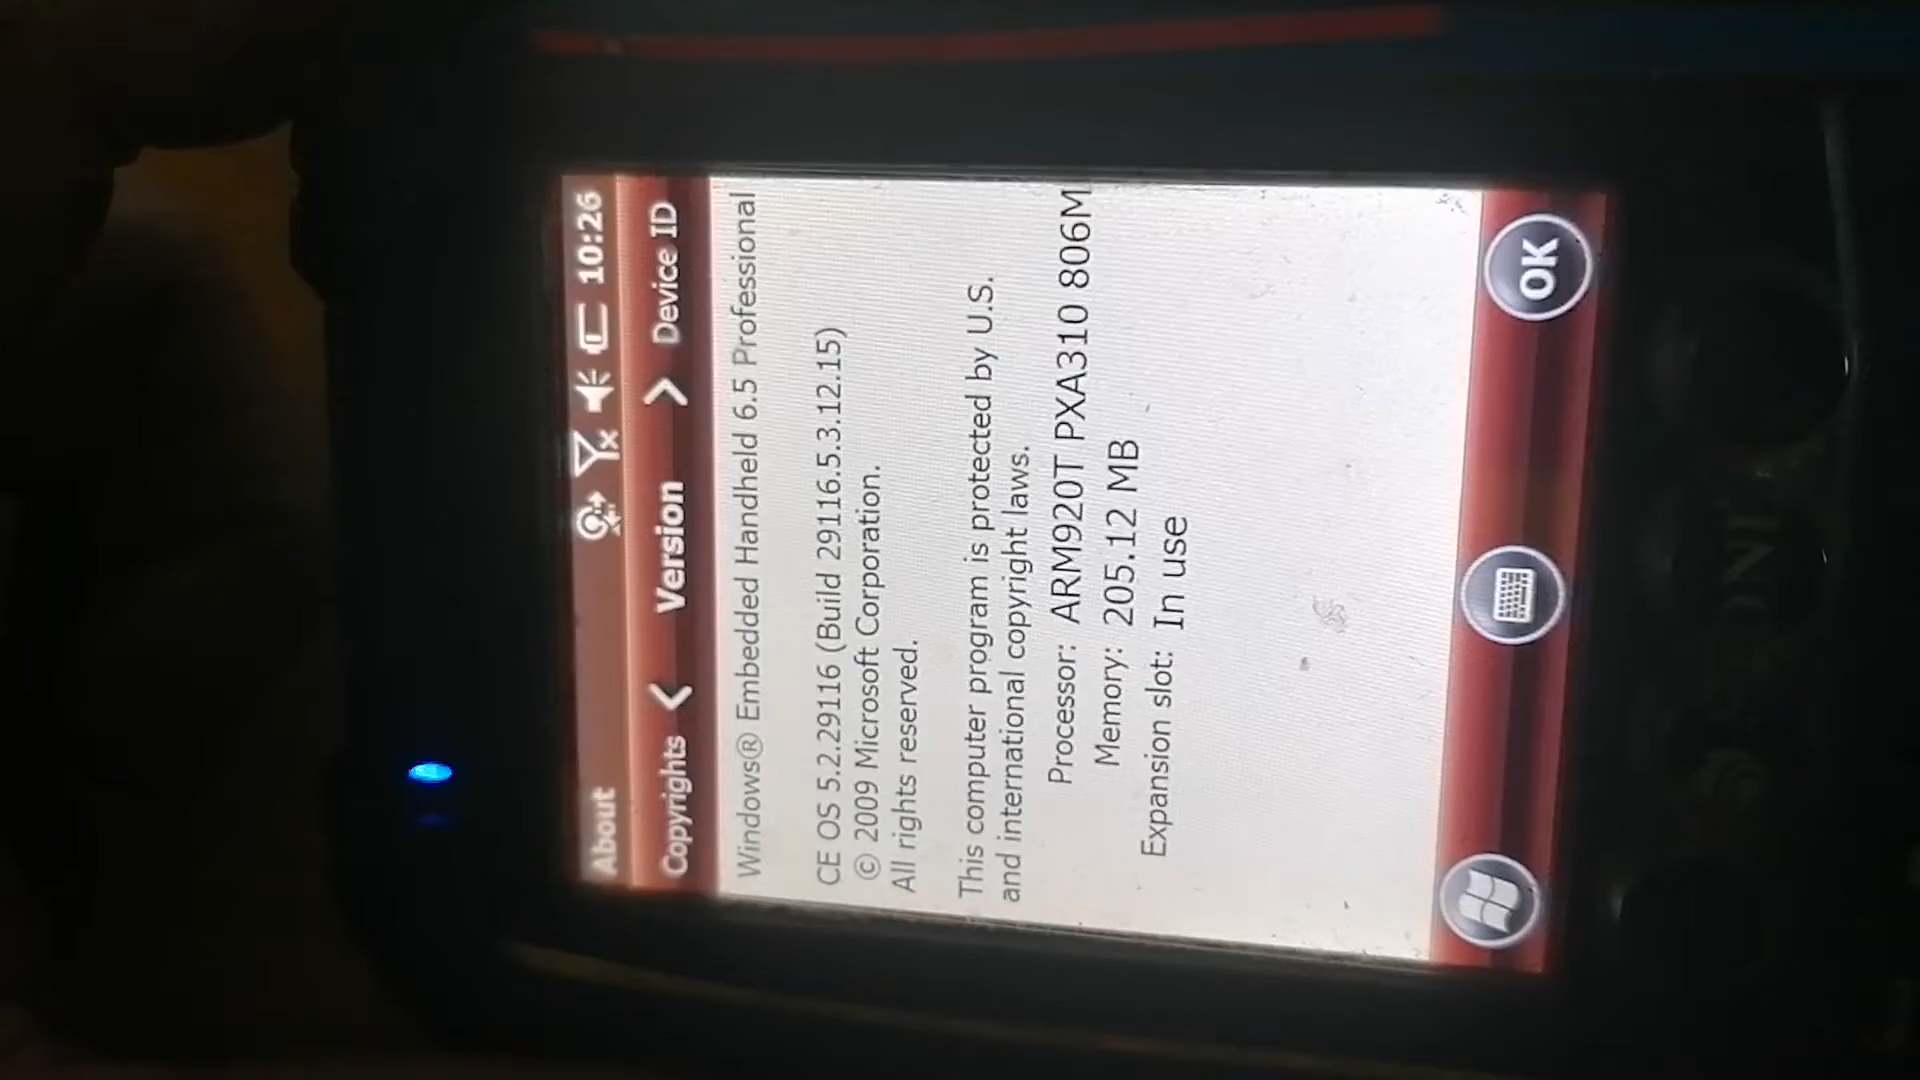 About 10:26
Copyrights < Version > Device ID
Windows® Embedded Handheld 6.5 Professional
CE OS 5.2.29116 (Build 29116.5.3.12.15)
© 2009 Microsoft Corporation.
All rights reserved.
This computer program is protected by U.S.
and international copyright laws.
Processor: ARM920T PXA310 806M
Memory: 205.12 MB
Expansion slot: In use
OK